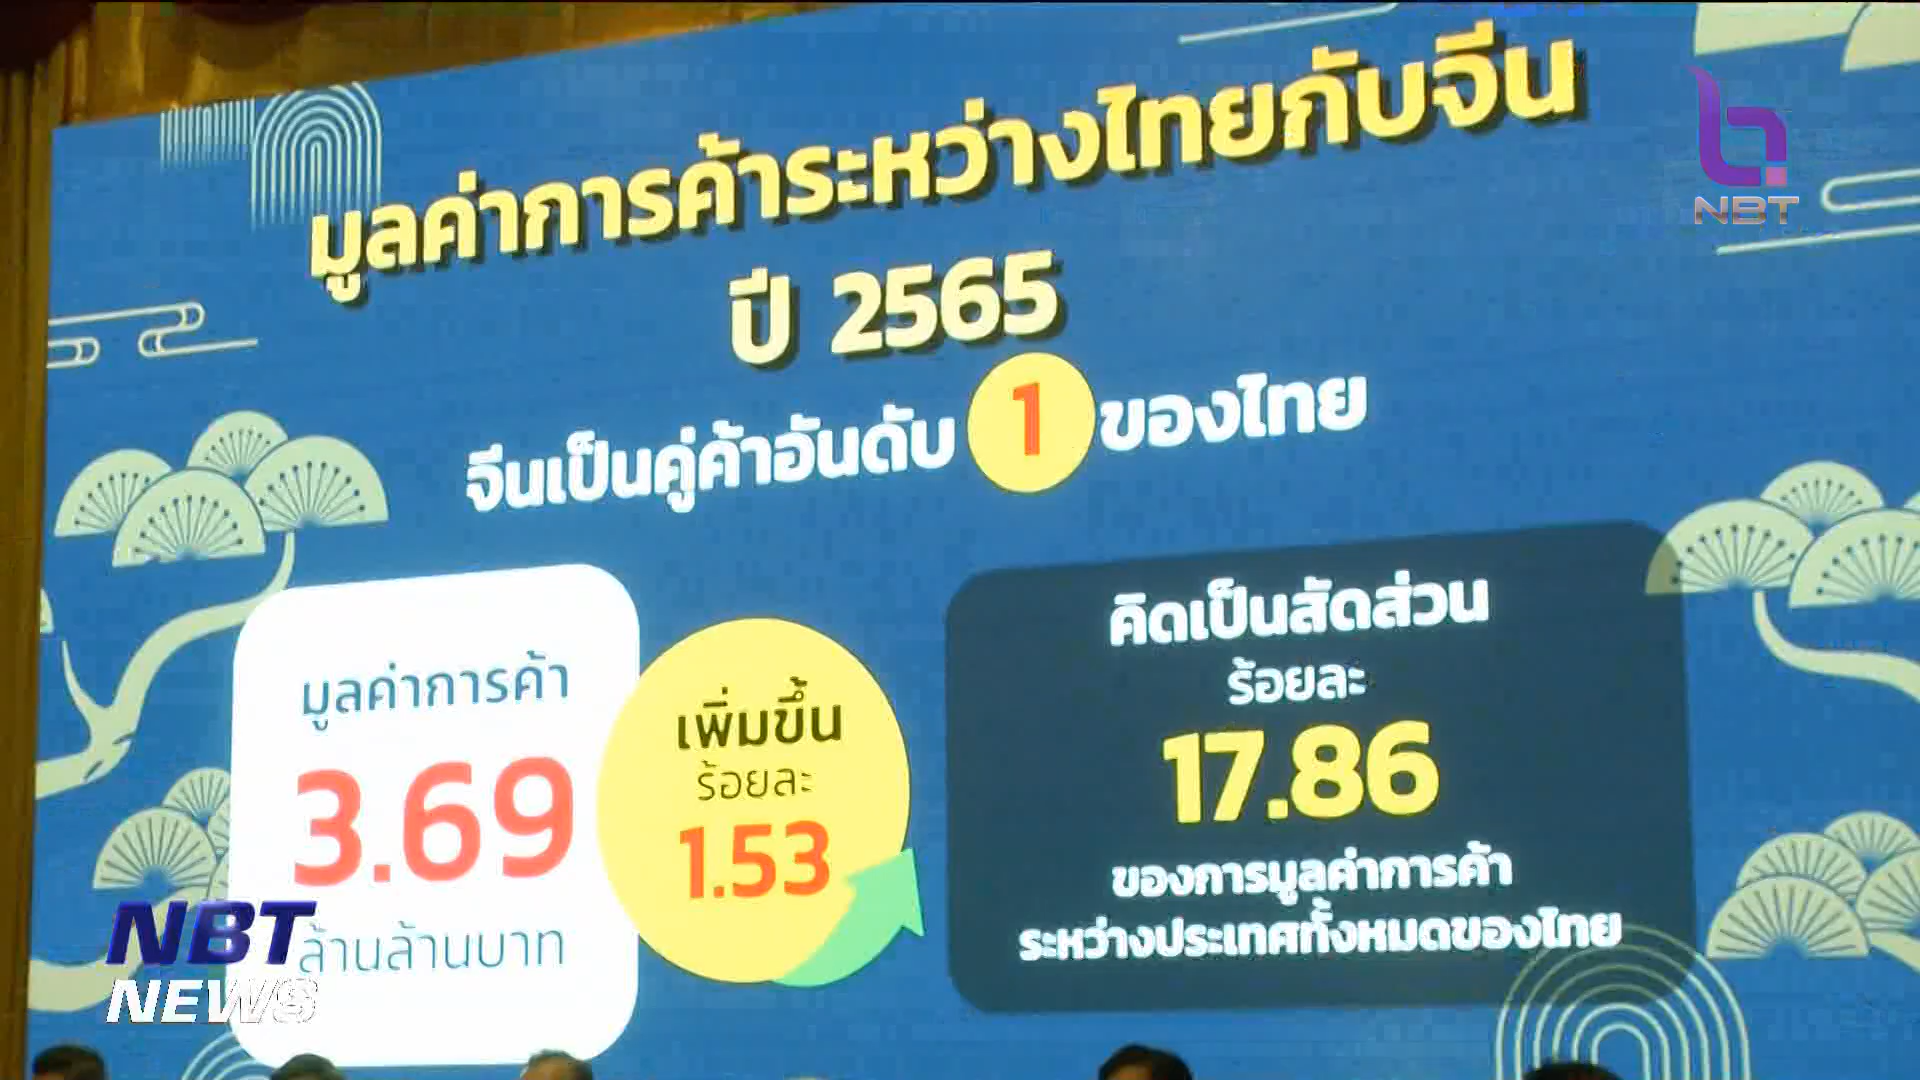 มูลค่าการค้าระหว่างไทยกับจีน
ปี 2565
จีนเป็นคู่ค้าอันดับ 1 ของไทย
มูลค่าการค้า
3.69
ล้านล้านบาท
เพิ่มขึ้น
ร้อยละ
1.53
คิดเป็นสัดส่วน
ร้อยละ
17.86
ของการมูลค่าการค้า
ระหว่างประเทศทั้งหมดของไทย
NBT
NBT
NEWS